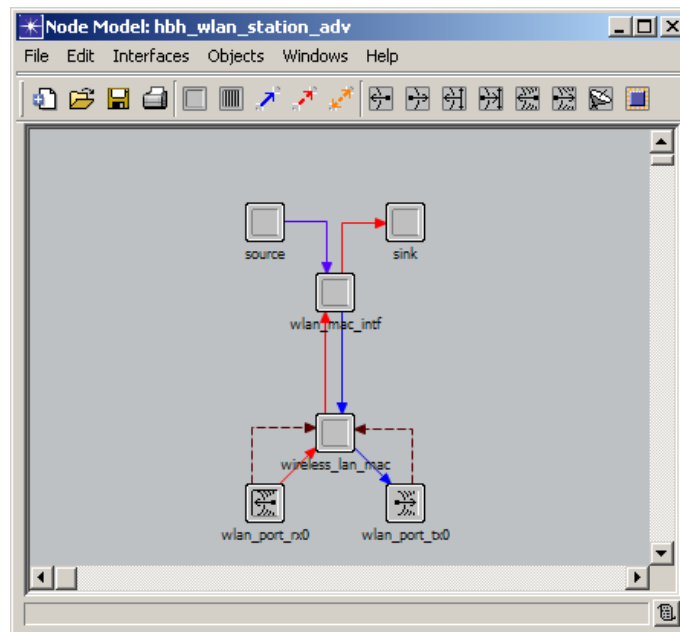 Node Model: hbh_wlan_station_adv
File Edit Interfaces Objects Windows Help
source sink
wlan_mac_intf
wireless_lan_mac
wlan_port_rx0 wlan_port_tx0